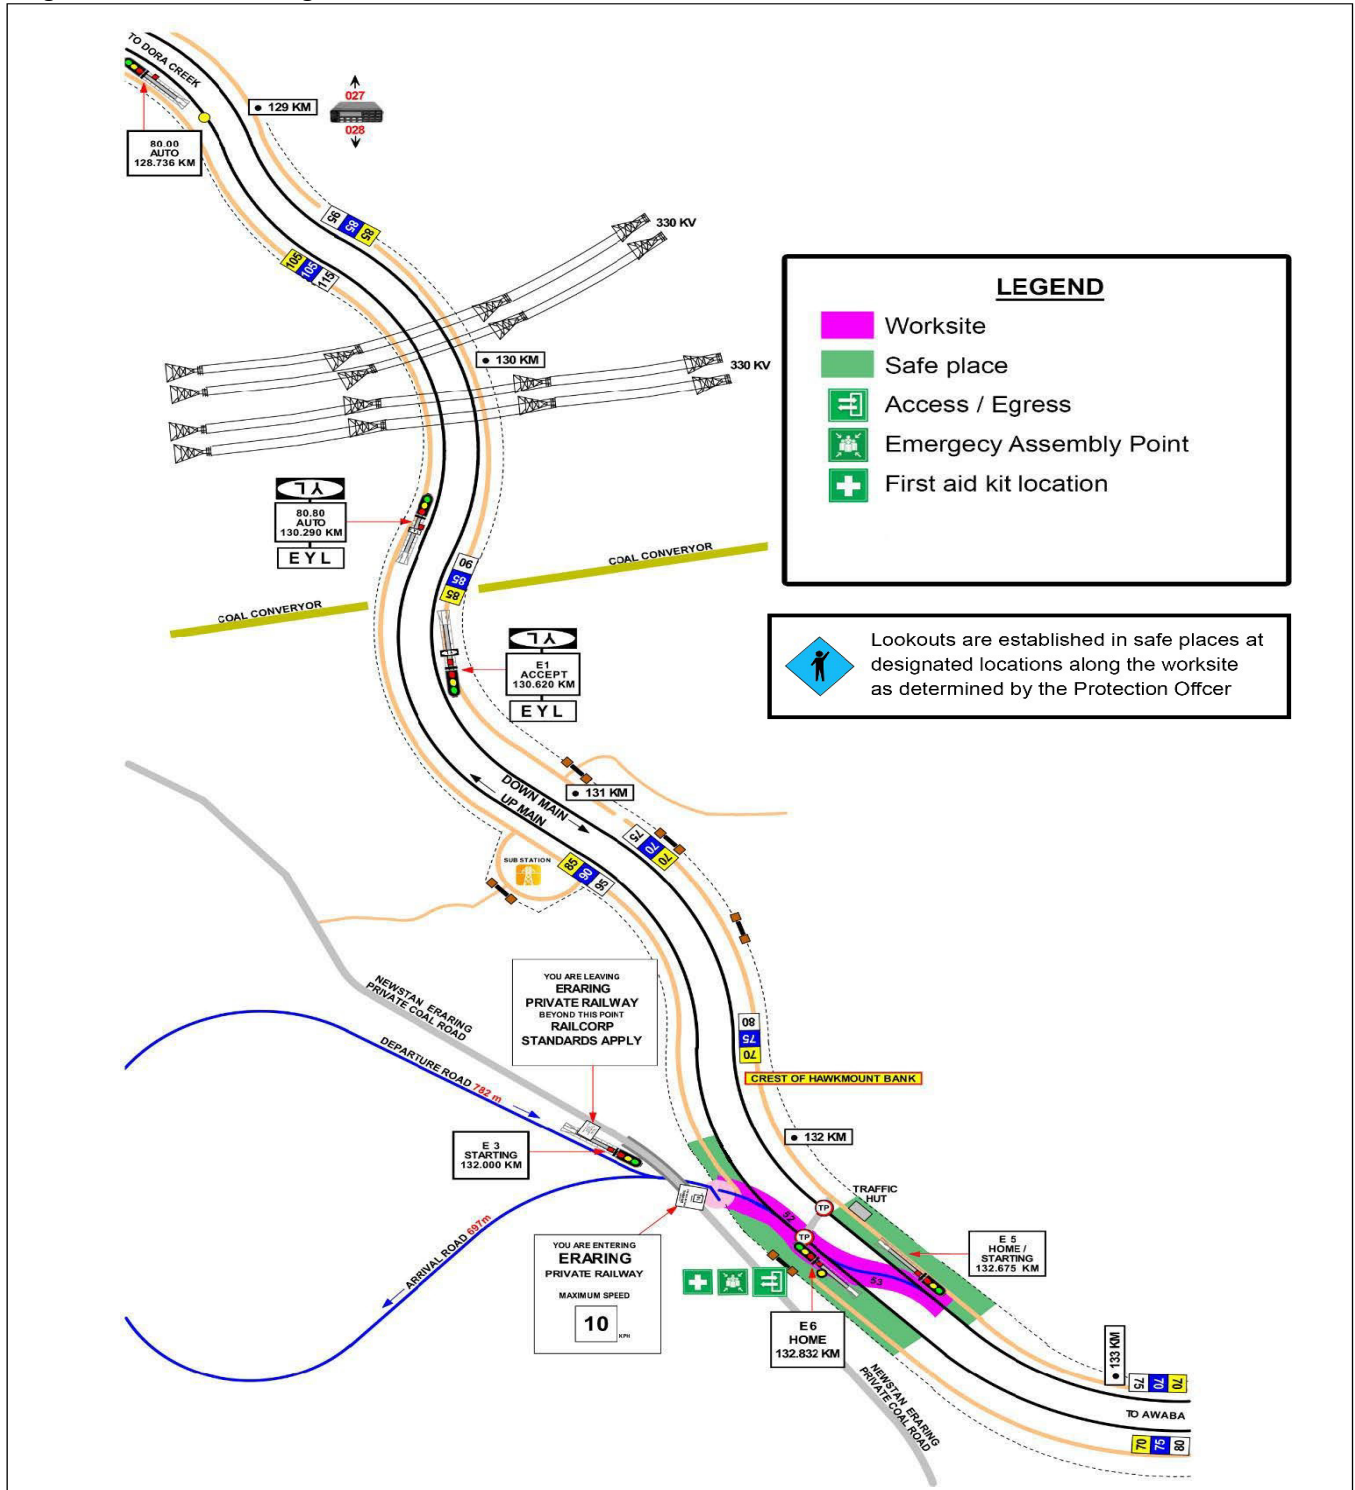 TO DORA CREEK
129 KM
027
028
80.00
AUTO
128.736 KM
95 85 85
330 KV
105 105 115
LEGEND
Worksite
Safe place
Access / Egress
Emergecy Assembly Point
First aid kit location
130 KM
330 KV
YL
80.80
AUTO
130.290 KM
EYL
COAL CONVERYOR
90 85 85
COAL CONVERYOR
YL
E1
ACCEPT
130.620 KM
EYL
Lookouts are established in safe places at
designated locations along the worksite
as determined by the Protection Offcer
DOWN MAIN
UP MAIN
131 KM
75 70 70
SUB STATION
85 90 95
NEWSTAN ERARING
PRIVATE COAL ROAD
YOU ARE LEAVING
ERARING
PRIVATE RAILWAY
BEYOND THIS POINT
RAILCORP
STANDARDS APPLY
80 75 70
CREST OF HAWKMOUNT BANK
DEPARTURE ROAD 782 m
E 3
STARTING
132.000 KM
132 KM
TRAFFIC
HUT
52
TP
TP
53
E 5
HOME /
STARTING
132.675 KM
ARRIVAL ROAD 697m
YOU ARE ENTERING
ERARING
PRIVATE RAILWAY
MAXIMUM SPEED
10
KPH
E6
HOME
132.832 KM
NEWSTAN ERARING
PRIVATE COAL ROAD
133 KM
75 70 70
TO AWABA
70 75 80